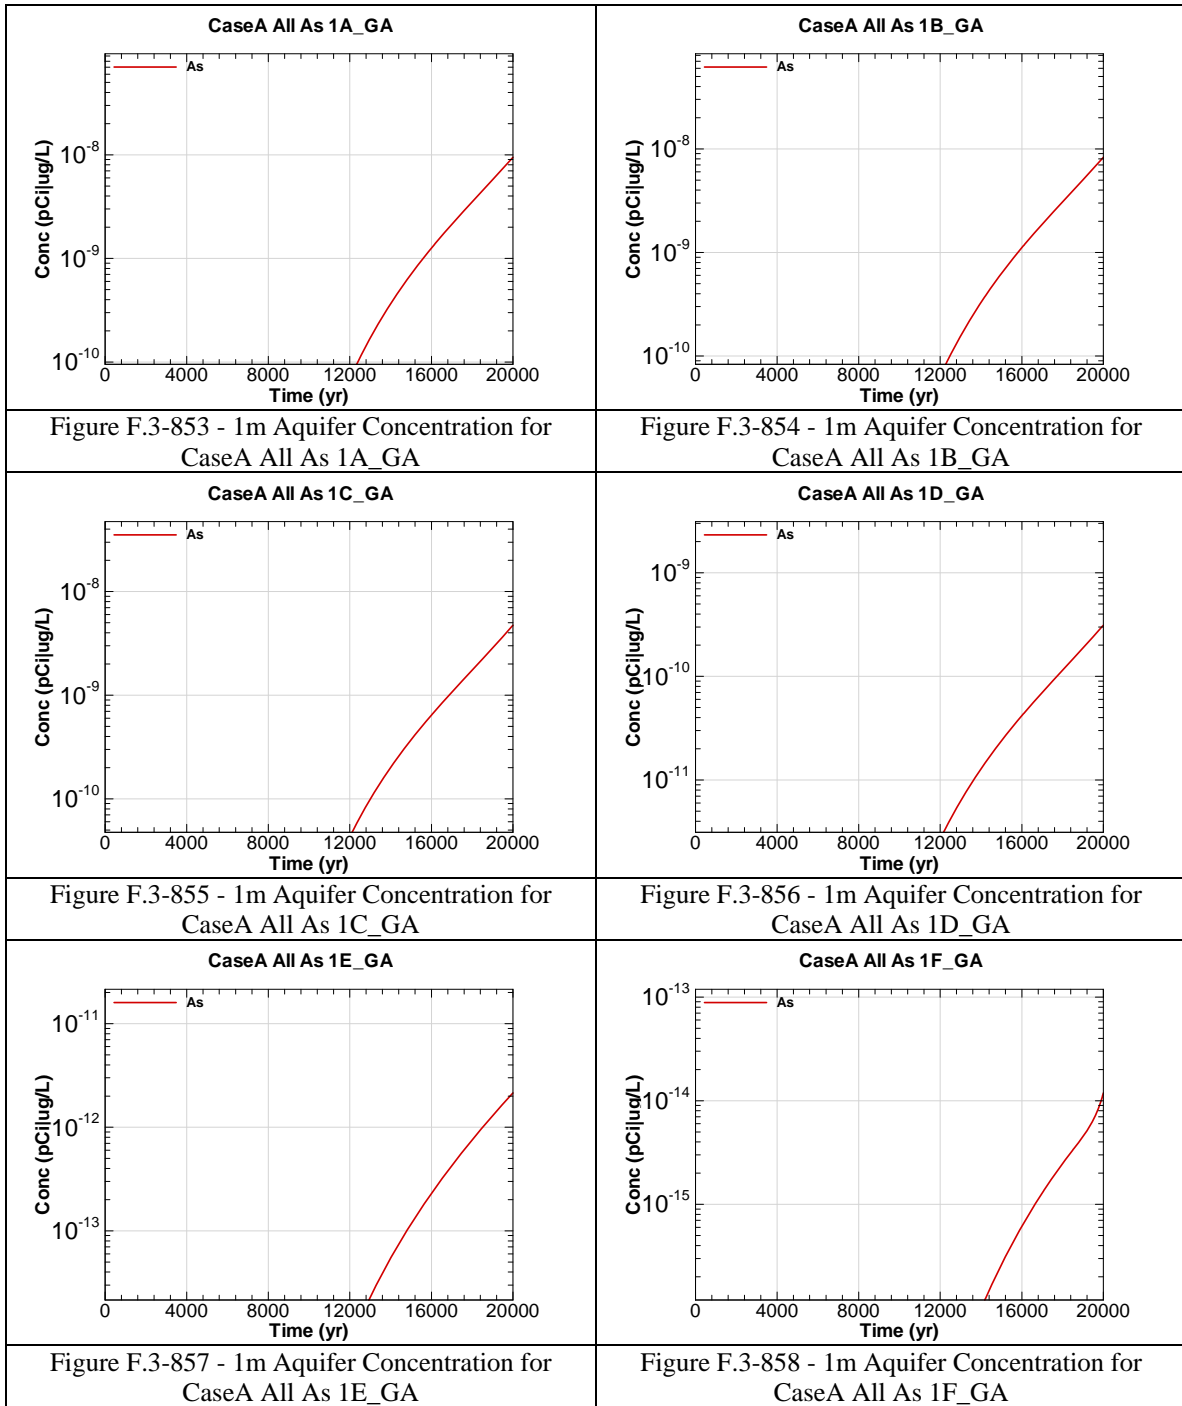 CaseA All As 1A_GA
As
Conc (pCi|ug/L)
10-8
10-9
10-10
0 4000 8000 12000 16000 20000
Time (yr)
Figure F.3-853 - 1m Aquifer Concentration for
CaseA All As 1A_GA
CaseA All As 1B_GA
As
Conc (pCi|ug/L)
10-8
10-9
10-10
0 4000 8000 12000 16000 20000
Time (yr)
Figure F.3-854 - 1m Aquifer Concentration for
CaseA All As 1B_GA
CaseA All As 1C_GA
As
Conc (pCi|ug/L)
10-8
10-9
10-10
0 4000 8000 12000 16000 20000
Time (yr)
Figure F.3-855 - 1m Aquifer Concentration for
CaseA All As 1C_GA
CaseA All As 1D_GA
As
Conc (pCi|ug/L)
10-9
10-10
10-11
0 4000 8000 12000 16000 20000
Time (yr)
Figure F.3-856 - 1m Aquifer Concentration for
CaseA All As 1D_GA
CaseA All As 1E_GA
As
Conc (pCi|ug/L)
10-11
10-12
10-13
0 4000 8000 12000 16000 20000
Time (yr)
Figure F.3-857 - 1m Aquifer Concentration for
CaseA All As 1E_GA
CaseA All As 1F_GA
As
Conc (pCi|ug/L)
10-13
10-14
10-15
0 4000 8000 12000 16000 20000
Time (yr)
Figure F.3-858 - 1m Aquifer Concentration for
CaseA All As 1F_GA